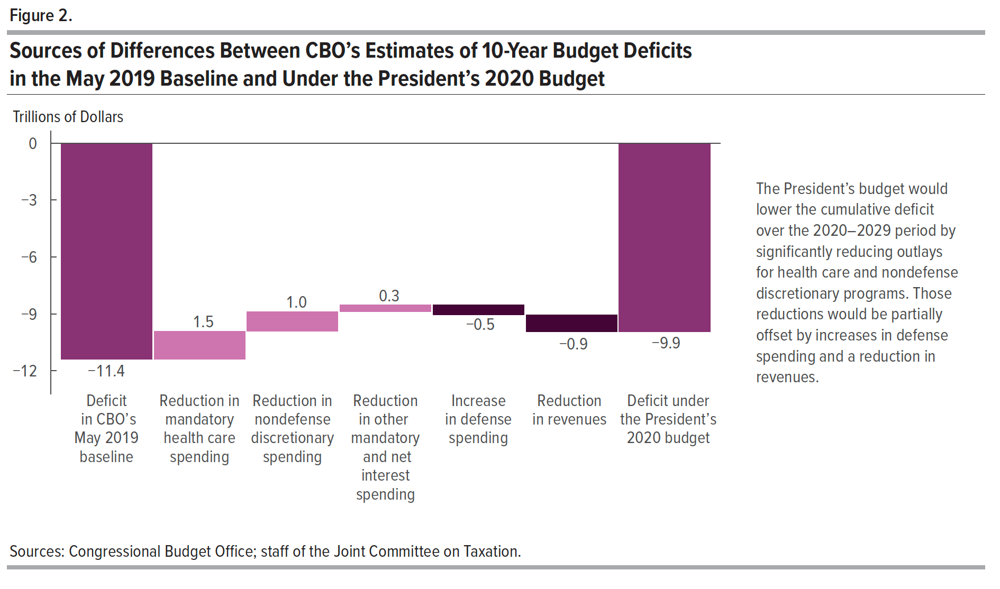 Figure 2.
Sources of Differences Between CBO’s Estimates of 10-Year Budget Deficits
in the May 2019 Baseline and Under the President’s 2020 Budget
Trillions of Dollars
0
−3
−6
−9
−12
−11.4
1.5
1.0
0.3
−0.5
−0.9
−9.9
Deficit
in CBO’s
May 2019
baseline
Reduction in
mandatory
health care
spending
Reduction in
nondefense
discretionary
spending
Reduction
in other
mandatory
and net
interest
spending
Increase
in defense
spending
Reduction
in revenues
Deficit under
the President’s
2020 budget
The President’s budget would
lower the cumulative deficit
over the 2020–2029 period by
significantly reducing outlays
for health care and nondefense
discretionary programs. Those
reductions would be partially
offset by increases in defense
spending and a reduction in
revenues.
Sources: Congressional Budget Office; staff of the Joint Committee on Taxation.